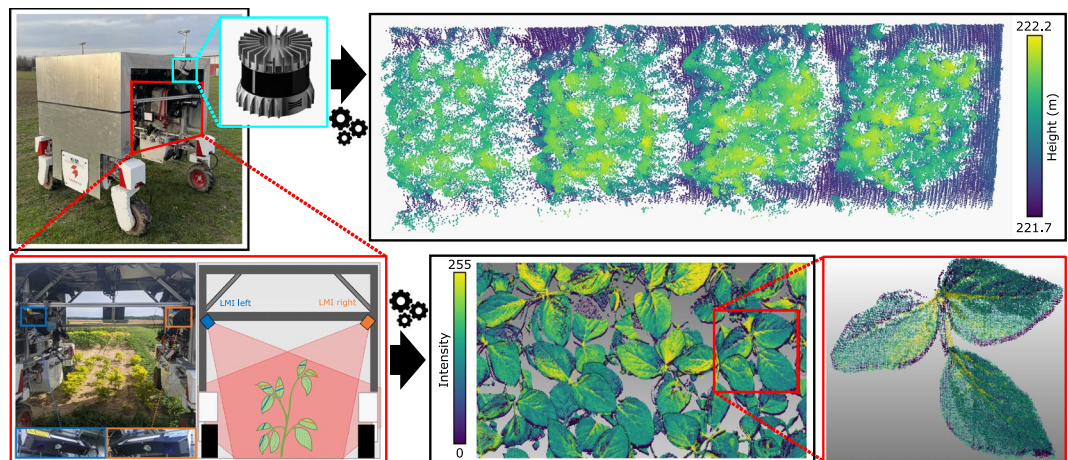 222.2
Height (m)
221.7
LMI left
LMI right
255
Intensity
0